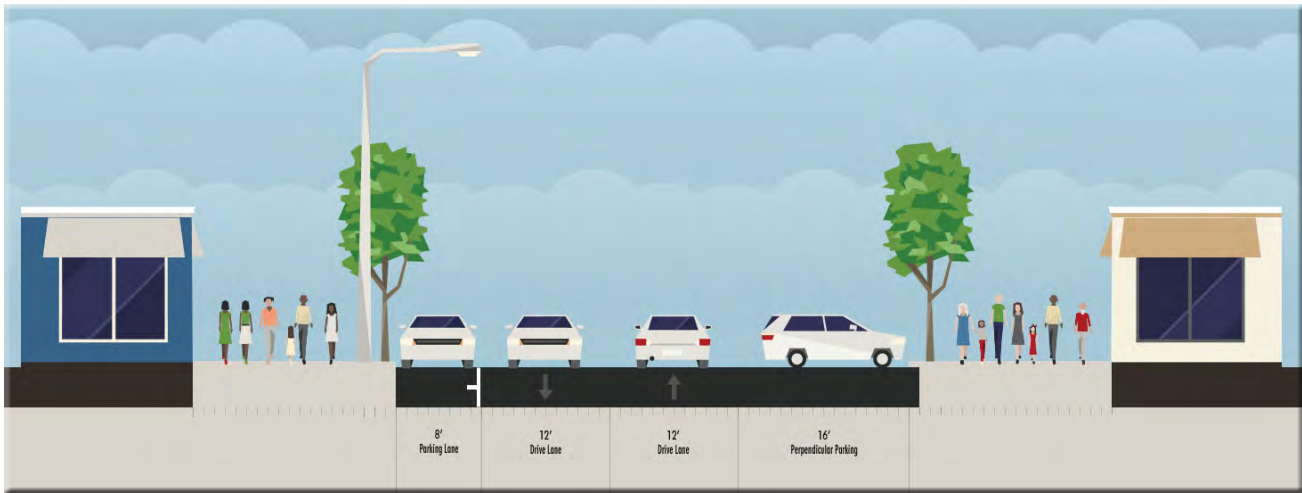 8'
Parking Lane
12'
Drive Lane
12'
Drive Lane
16'
Perpendicular Parking